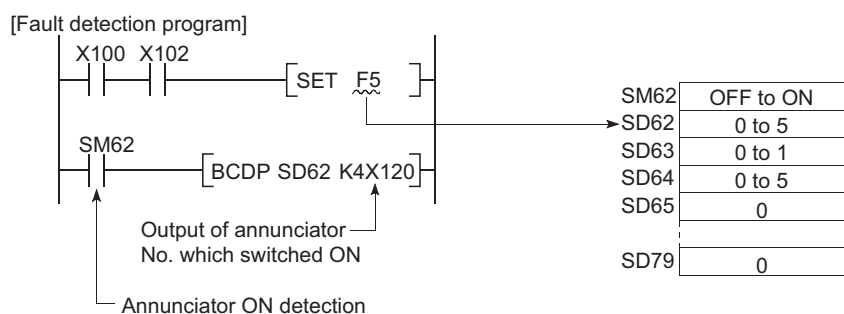 [Fault detection program]
X100 X102
SET F5
SM62
BCDP SD62 K4X120
Output of annunciator
No. which switched ON
Annunciator ON detection
SM62 OFF to ON
SD62 0 to 5
SD63 0 to 1
SD64 0 to 5
SD65 0
SD79 0